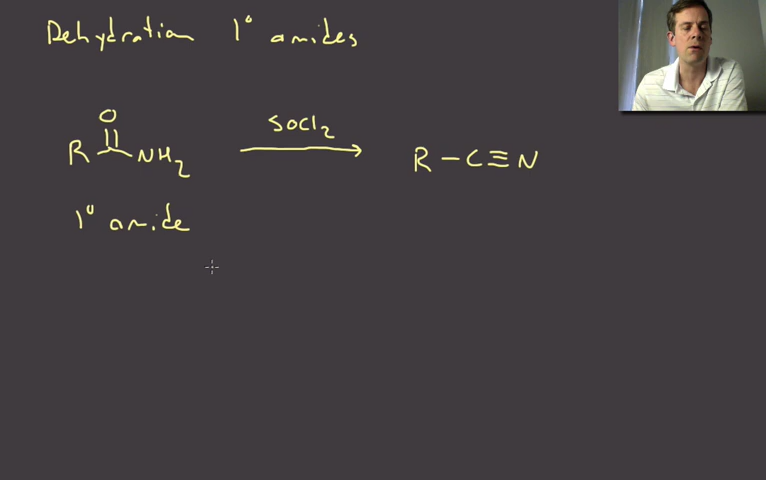 Dehydration 1° amides
O
R NH2
SOCl2
R-C≡N
1° amide